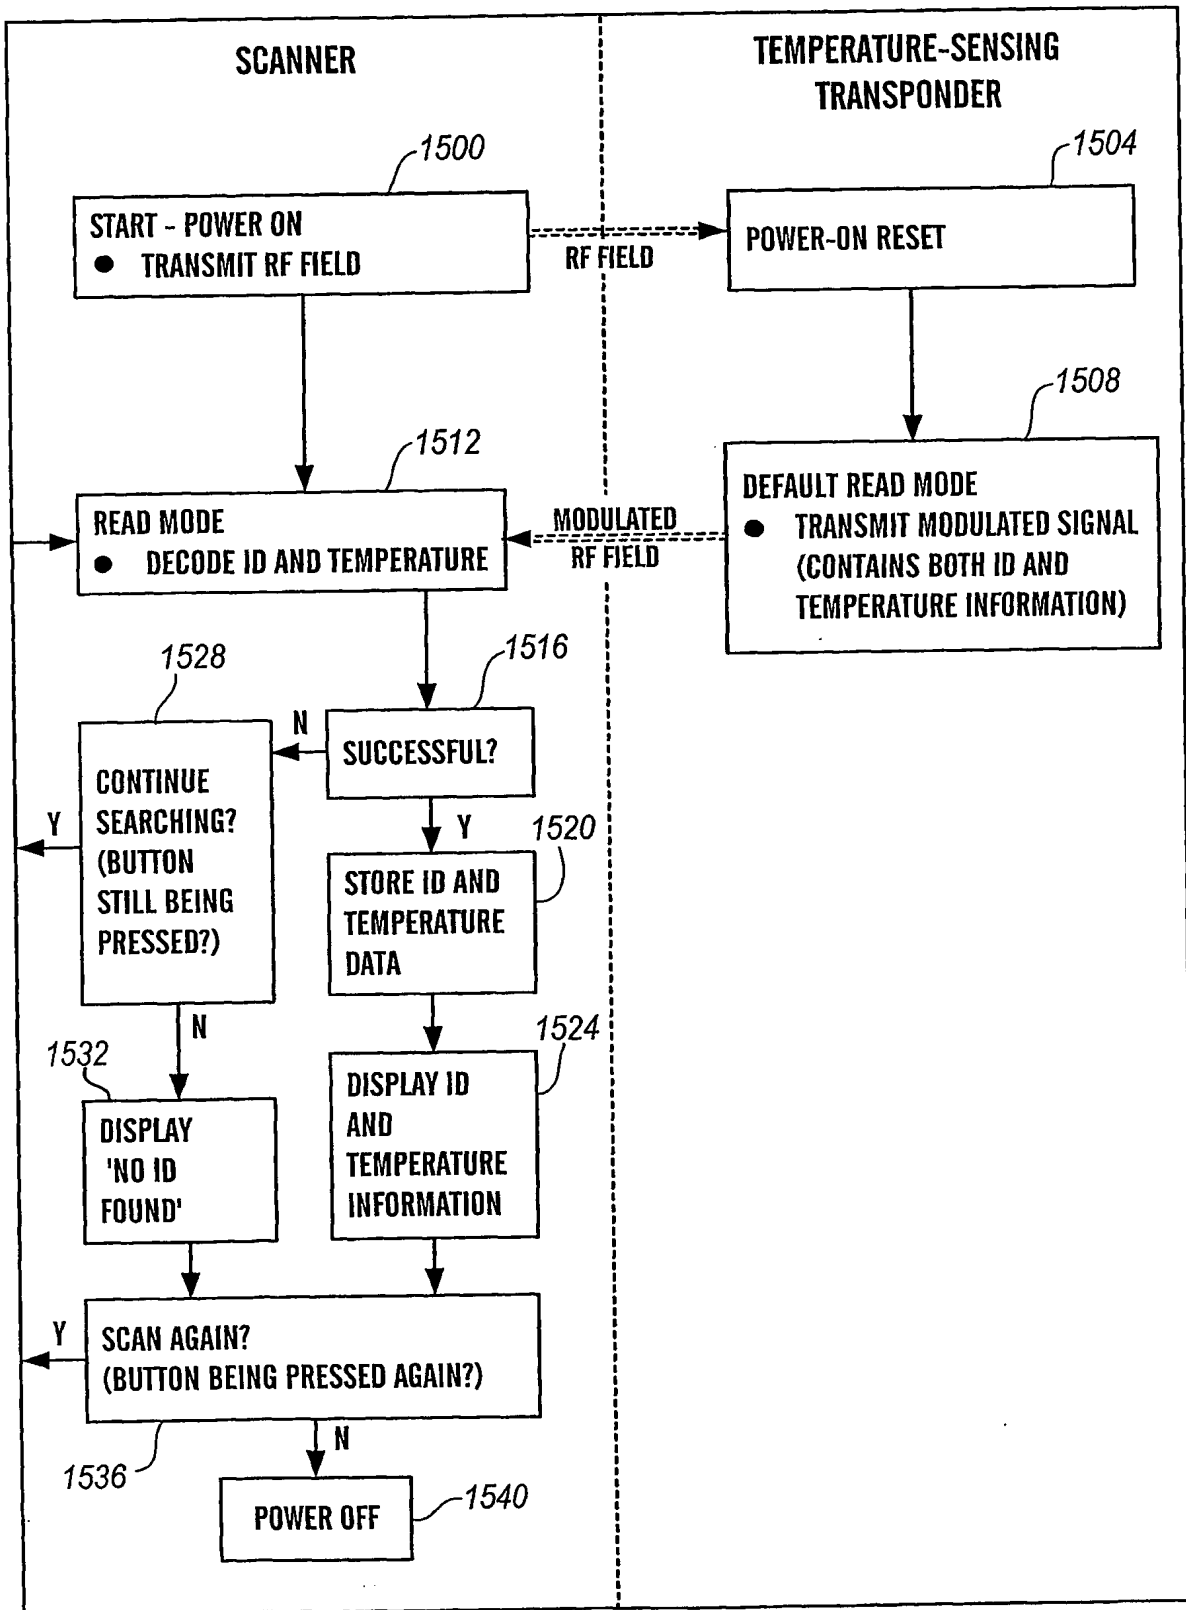 SCANNER
TEMPERATURE-SENSING
TRANSPONDER
1500
START - POWER ON
● TRANSMIT RF FIELD
RF FIELD
1504
POWER-ON RESET
1508
DEFAULT READ MODE
● TRANSMIT MODULATED SIGNAL
(CONTAINS BOTH ID AND
TEMPERATURE INFORMATION)
MODULATED
RF FIELD
1512
READ MODE
● DECODE ID AND TEMPERATURE
1516
SUCCESSFUL?
N
Y
1528
CONTINUE
SEARCHING?
(BUTTON
STILL BEING
PRESSED?)
Y
N
1520
STORE ID AND
TEMPERATURE
DATA
1524
DISPLAY ID
AND
TEMPERATURE
INFORMATION
1532
DISPLAY
'NO ID
FOUND'
SCAN AGAIN?
(BUTTON BEING PRESSED AGAIN?)
Y
N
1536
POWER OFF
1540